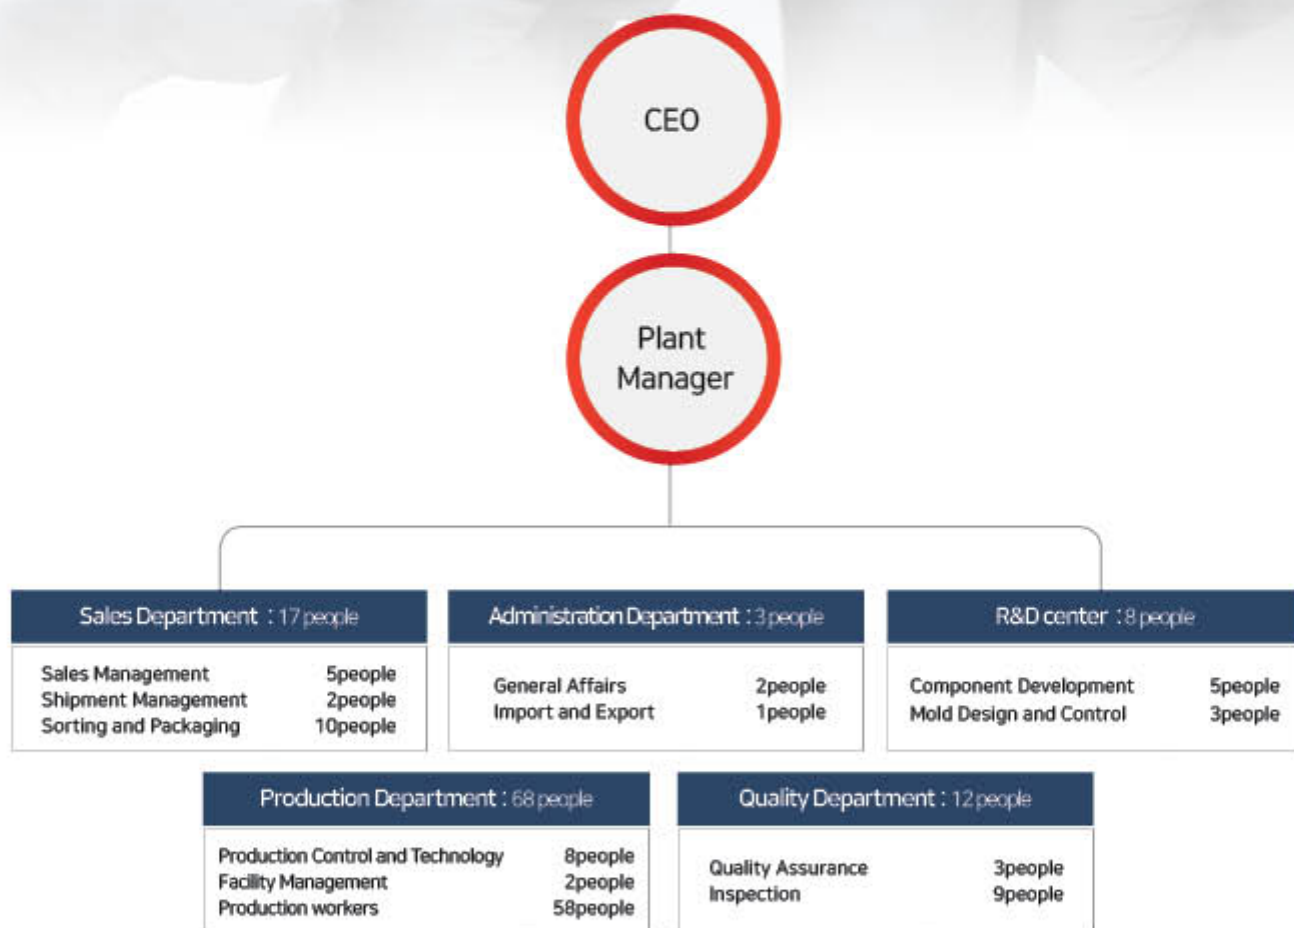 CEO
Plant
Manager
Sales Department : 17 people
Sales Management 5people
Shipment Management 2people
Sorting and Packaging 10people
Administration Department : 3 people
General Affairs 2people
Import and Export 1people
R&D center : 8 people
Component Development 5people
Mold Design and Control 3people
Production Department : 68 people
Production Control and Technology 8people
Facility Management 2people
Production workers 58people
Quality Department : 12 people
Quality Assurance 3people
Inspection 9people